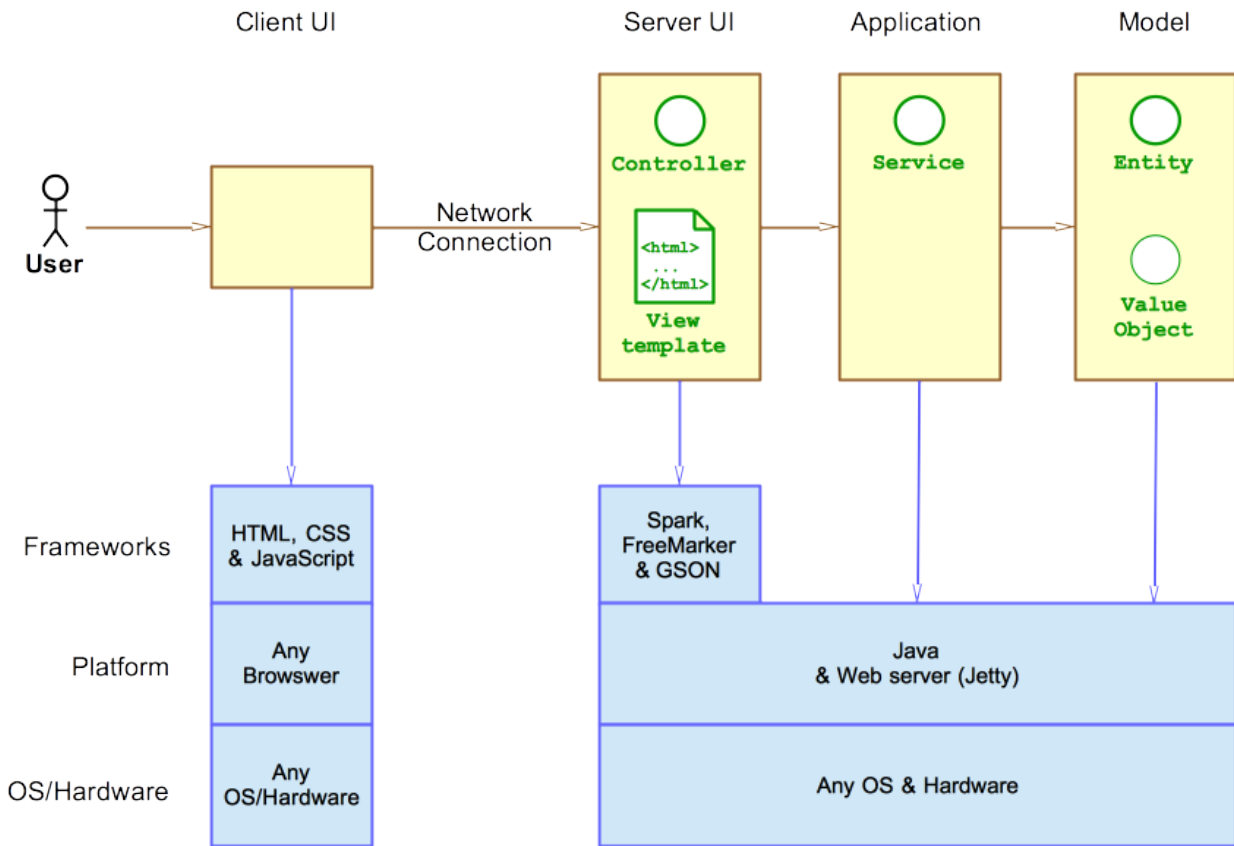 Client UI
Server UI
Application
Model
Controller
Service
Entity
User
Network
Connection
<html>
...
</html>
View
template
Value
Object
Frameworks
HTML, CSS
& JavaScript
Spark,
FreeMarker
& GSON
Platform
Any
Browswer
Java
& Web server (Jetty)
OS/Hardware
Any
OS/Hardware
Any OS & Hardware